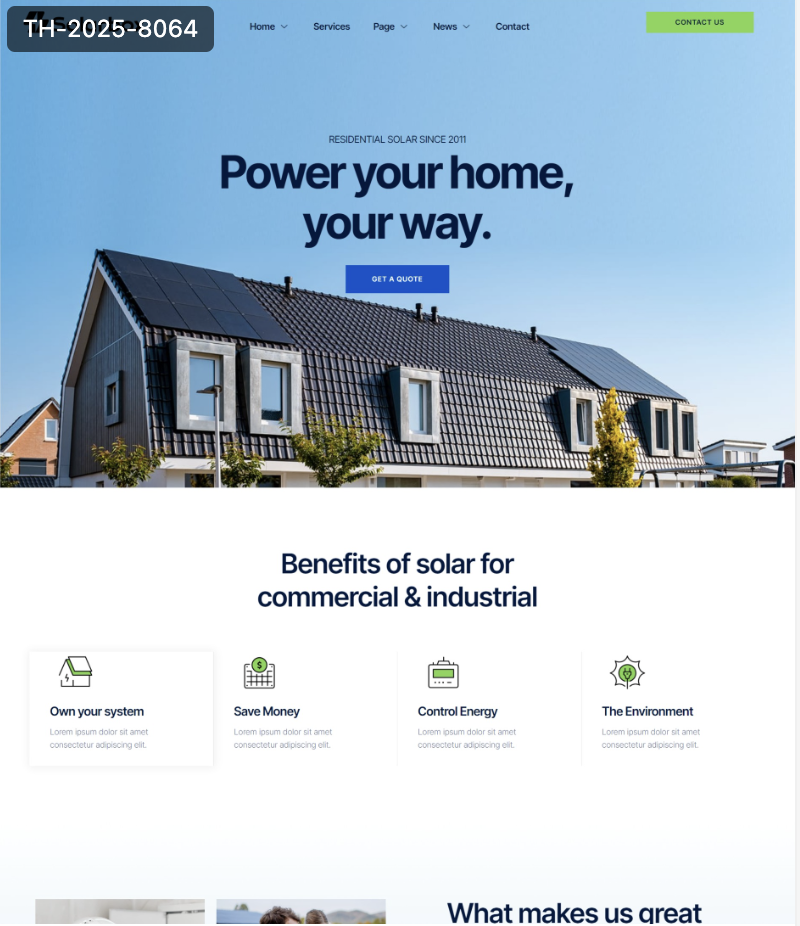 TH-2025-8064
Home
Services
Page
News
Contact
CONTACT US
RESIDENTIAL SOLAR SINCE 2011
Power your home,
your way.
GET A QUOTE
Benefits of solar for
commercial & industrial
Own your system
Lorem ipsum dolor sit amet
consectetur adipiscing elit.
Save Money
Lorem ipsum dolor sit amet
consectetur adipiscing elit.
Control Energy
Lorem ipsum dolor sit amet
consectetur adipiscing elit.
The Environment
Lorem ipsum dolor sit amet
consectetur adipiscing elit.
What makes us great